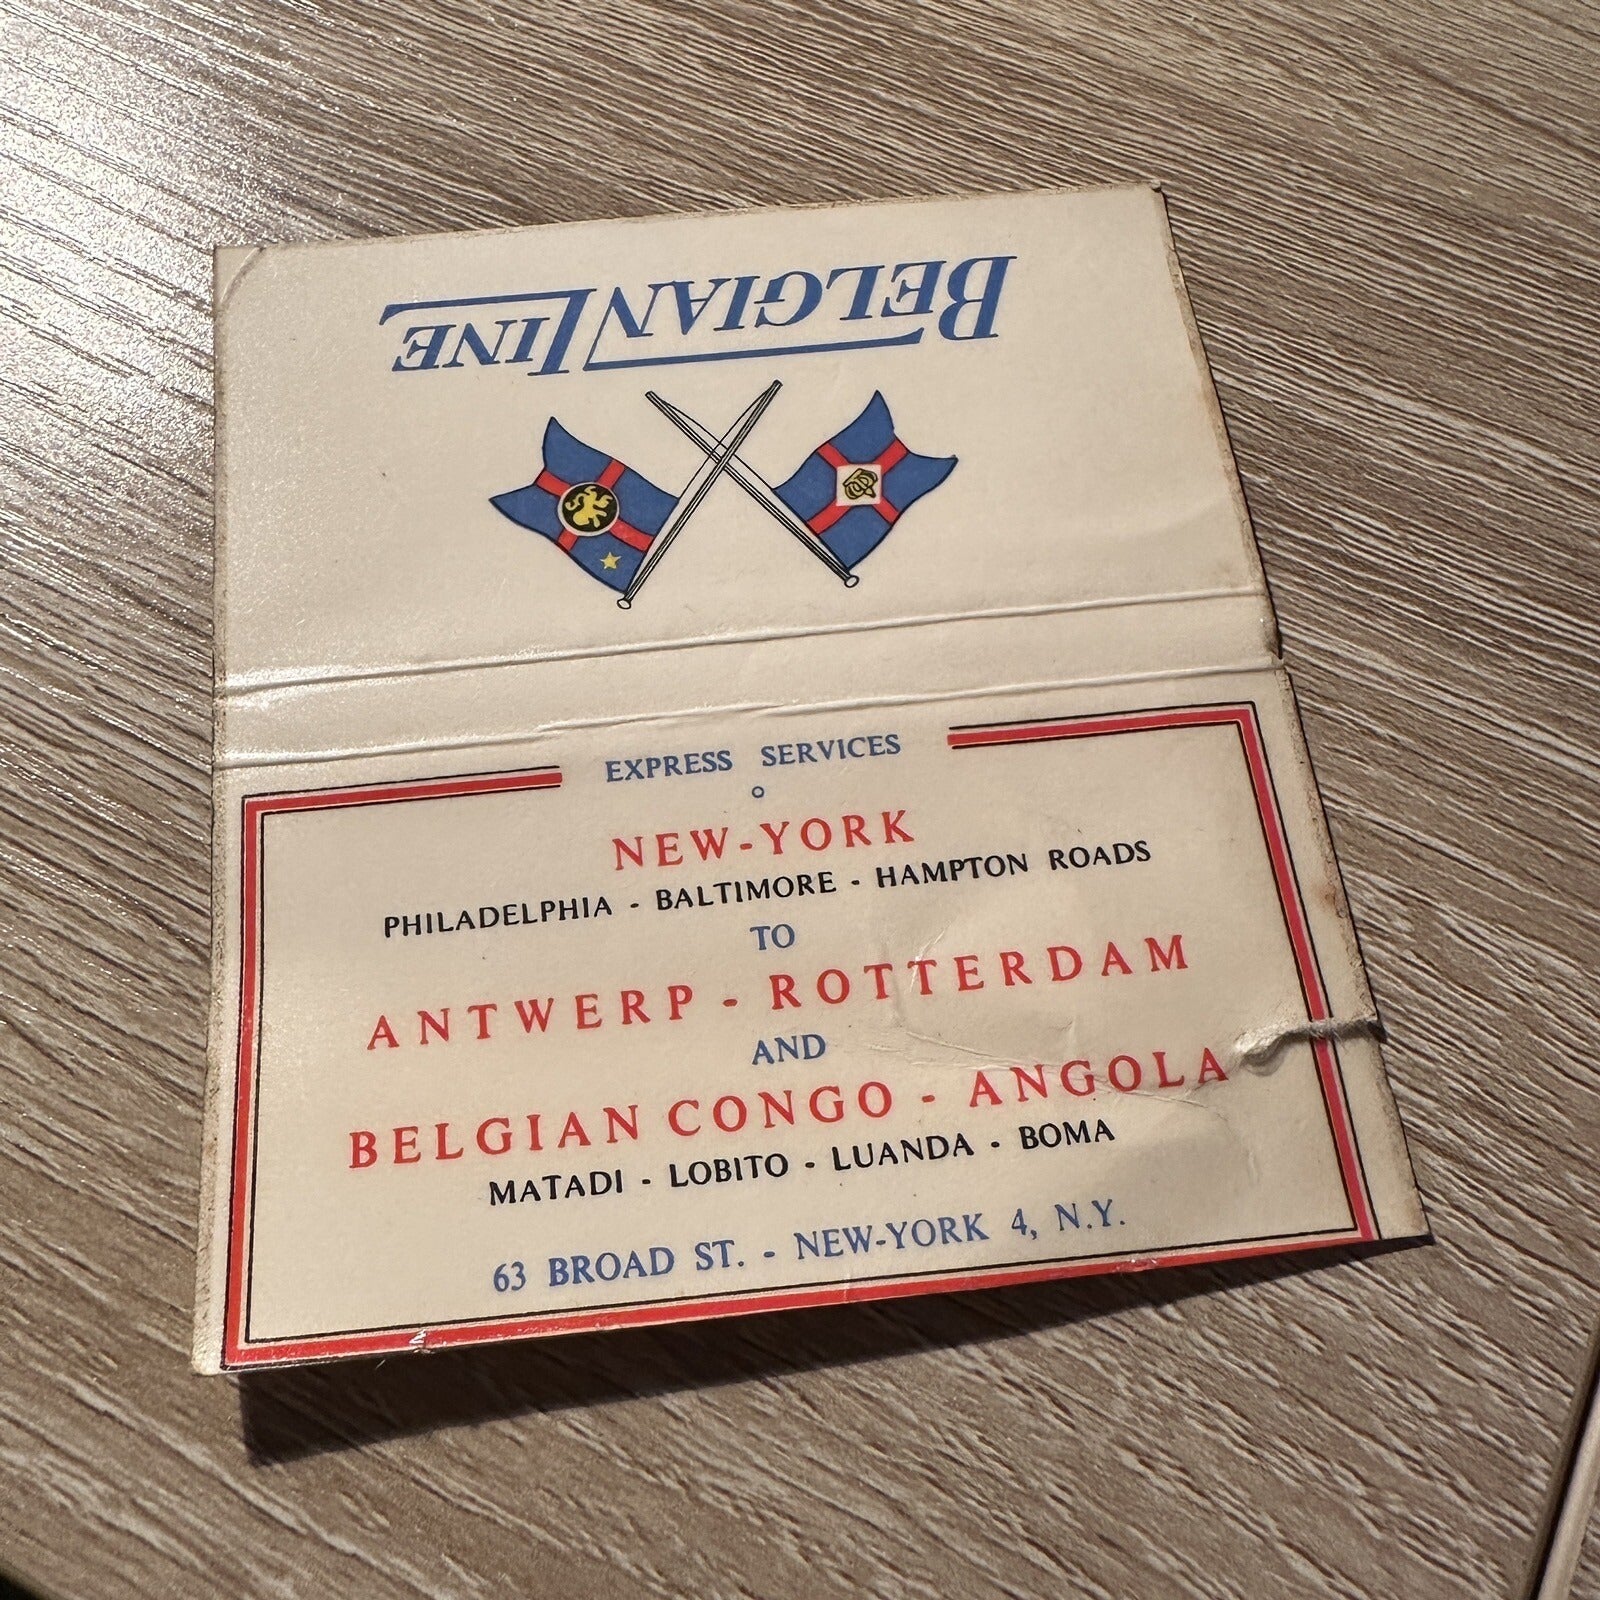 BELGIAN LINE
EXPRESS SERVICES
NEW-YORK
PHILADELPHIA - BALTIMORE - HAMPTON ROADS
TO
ANTWERP - ROTTERDAM
AND
BELGIAN CONGO - ANGOLA
MATADI - LOBITO - LUANDA - BOMA
63 BROAD ST. - NEW-YORK 4, N.Y.